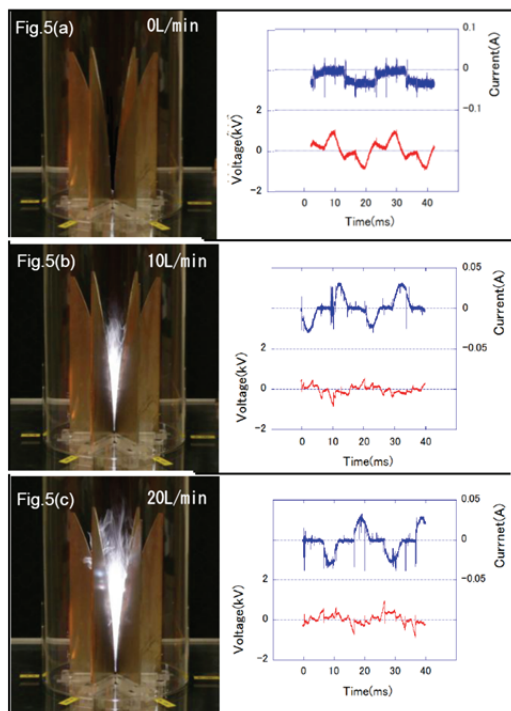 Fig.5(a)
0L/min
0.1
0
-0.1
Current(A)
2
0
-2
Voltage(kV)
0 10 20 30 40
Time(ms)
Fig.5(b)
10L/min
0.05
0
-0.05
Currnet(A)
2
0
-2
Voltage(kV)
0 10 20 30 40
Time(ms)
Fig.5(c)
20L/min
0.05
0
-0.05
Currnet(A)
2
0
-2
Voltage(kV)
0 10 20 30 40
Time(ms)